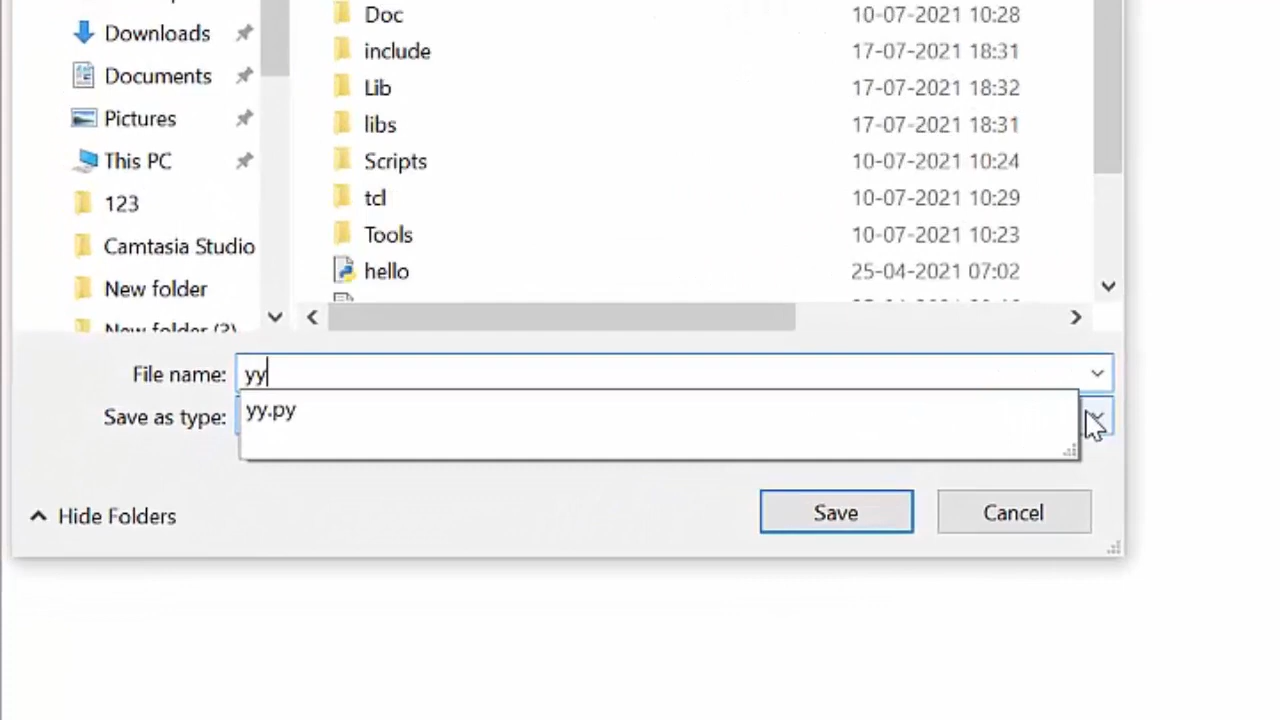 Doc 10-07-2021 10:28
Downloads
include 17-07-2021 18:31
Documents
Lib 17-07-2021 18:32
Pictures
libs 17-07-2021 18:31
This PC
Scripts 10-07-2021 10:24
123
tcl 10-07-2021 10:29
Camtasia Studio
Tools 10-07-2021 10:23
New folder
hello 25-04-2021 07:02
New folder (3)
File name: yy
yy.py
Save as type:
Hide Folders
Save
Cancel